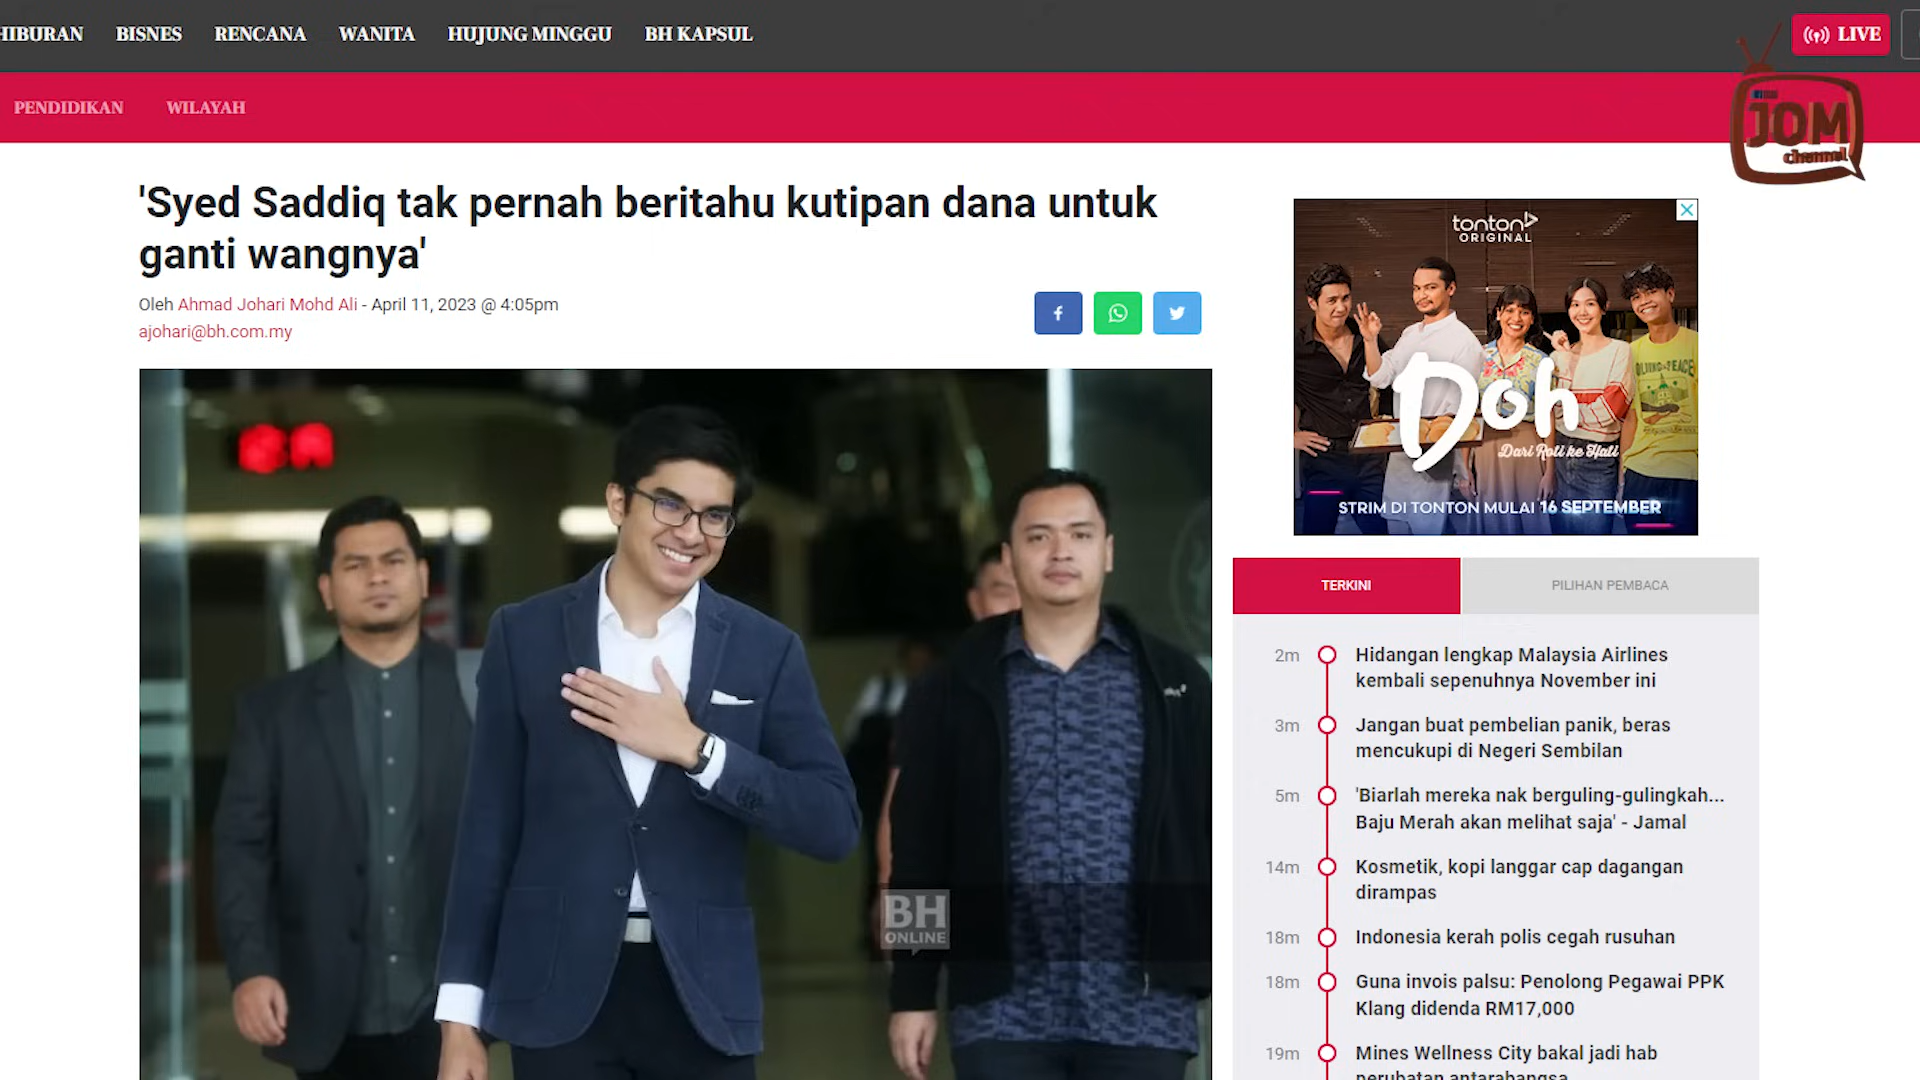 HIBURAN BISNES RENCANA WANITA HUJUNG MINGGU BH KAPSUL
LIVE
PENDIDIKAN WILAYAH
JOM
channel
'Syed Saddiq tak pernah beritahu kutipan dana untuk
ganti wangnya'
Oleh Ahmad Johari Mohd Ali - April 11, 2023 @ 4:05pm
ajohari@bh.com.my
BH
ONLINE
tonton
ORIGINAL
Doh
Dari Roti ke Hati
STRIM DI TONTON MULAI 16 SEPTEMBER
TERKINI
PILIHAN PEMBACA
2m
Hidangan lengkap Malaysia Airlines
kembali sepenuhnya November ini
3m
Jangan buat pembelian panik, beras
mencukupi di Negeri Sembilan
5m
'Biarlah mereka nak berguling-gulingkah...
Baju Merah akan melihat saja' - Jamal
14m
Kosmetik, kopi langgar cap dagangan
dirampas
18m
Indonesia kerah polis cegah rusuhan
18m
Guna invois palsu: Penolong Pegawai PPK
Klang didenda RM17,000
19m
Mines Wellness City bakal jadi hab
perubatan antarabangsa